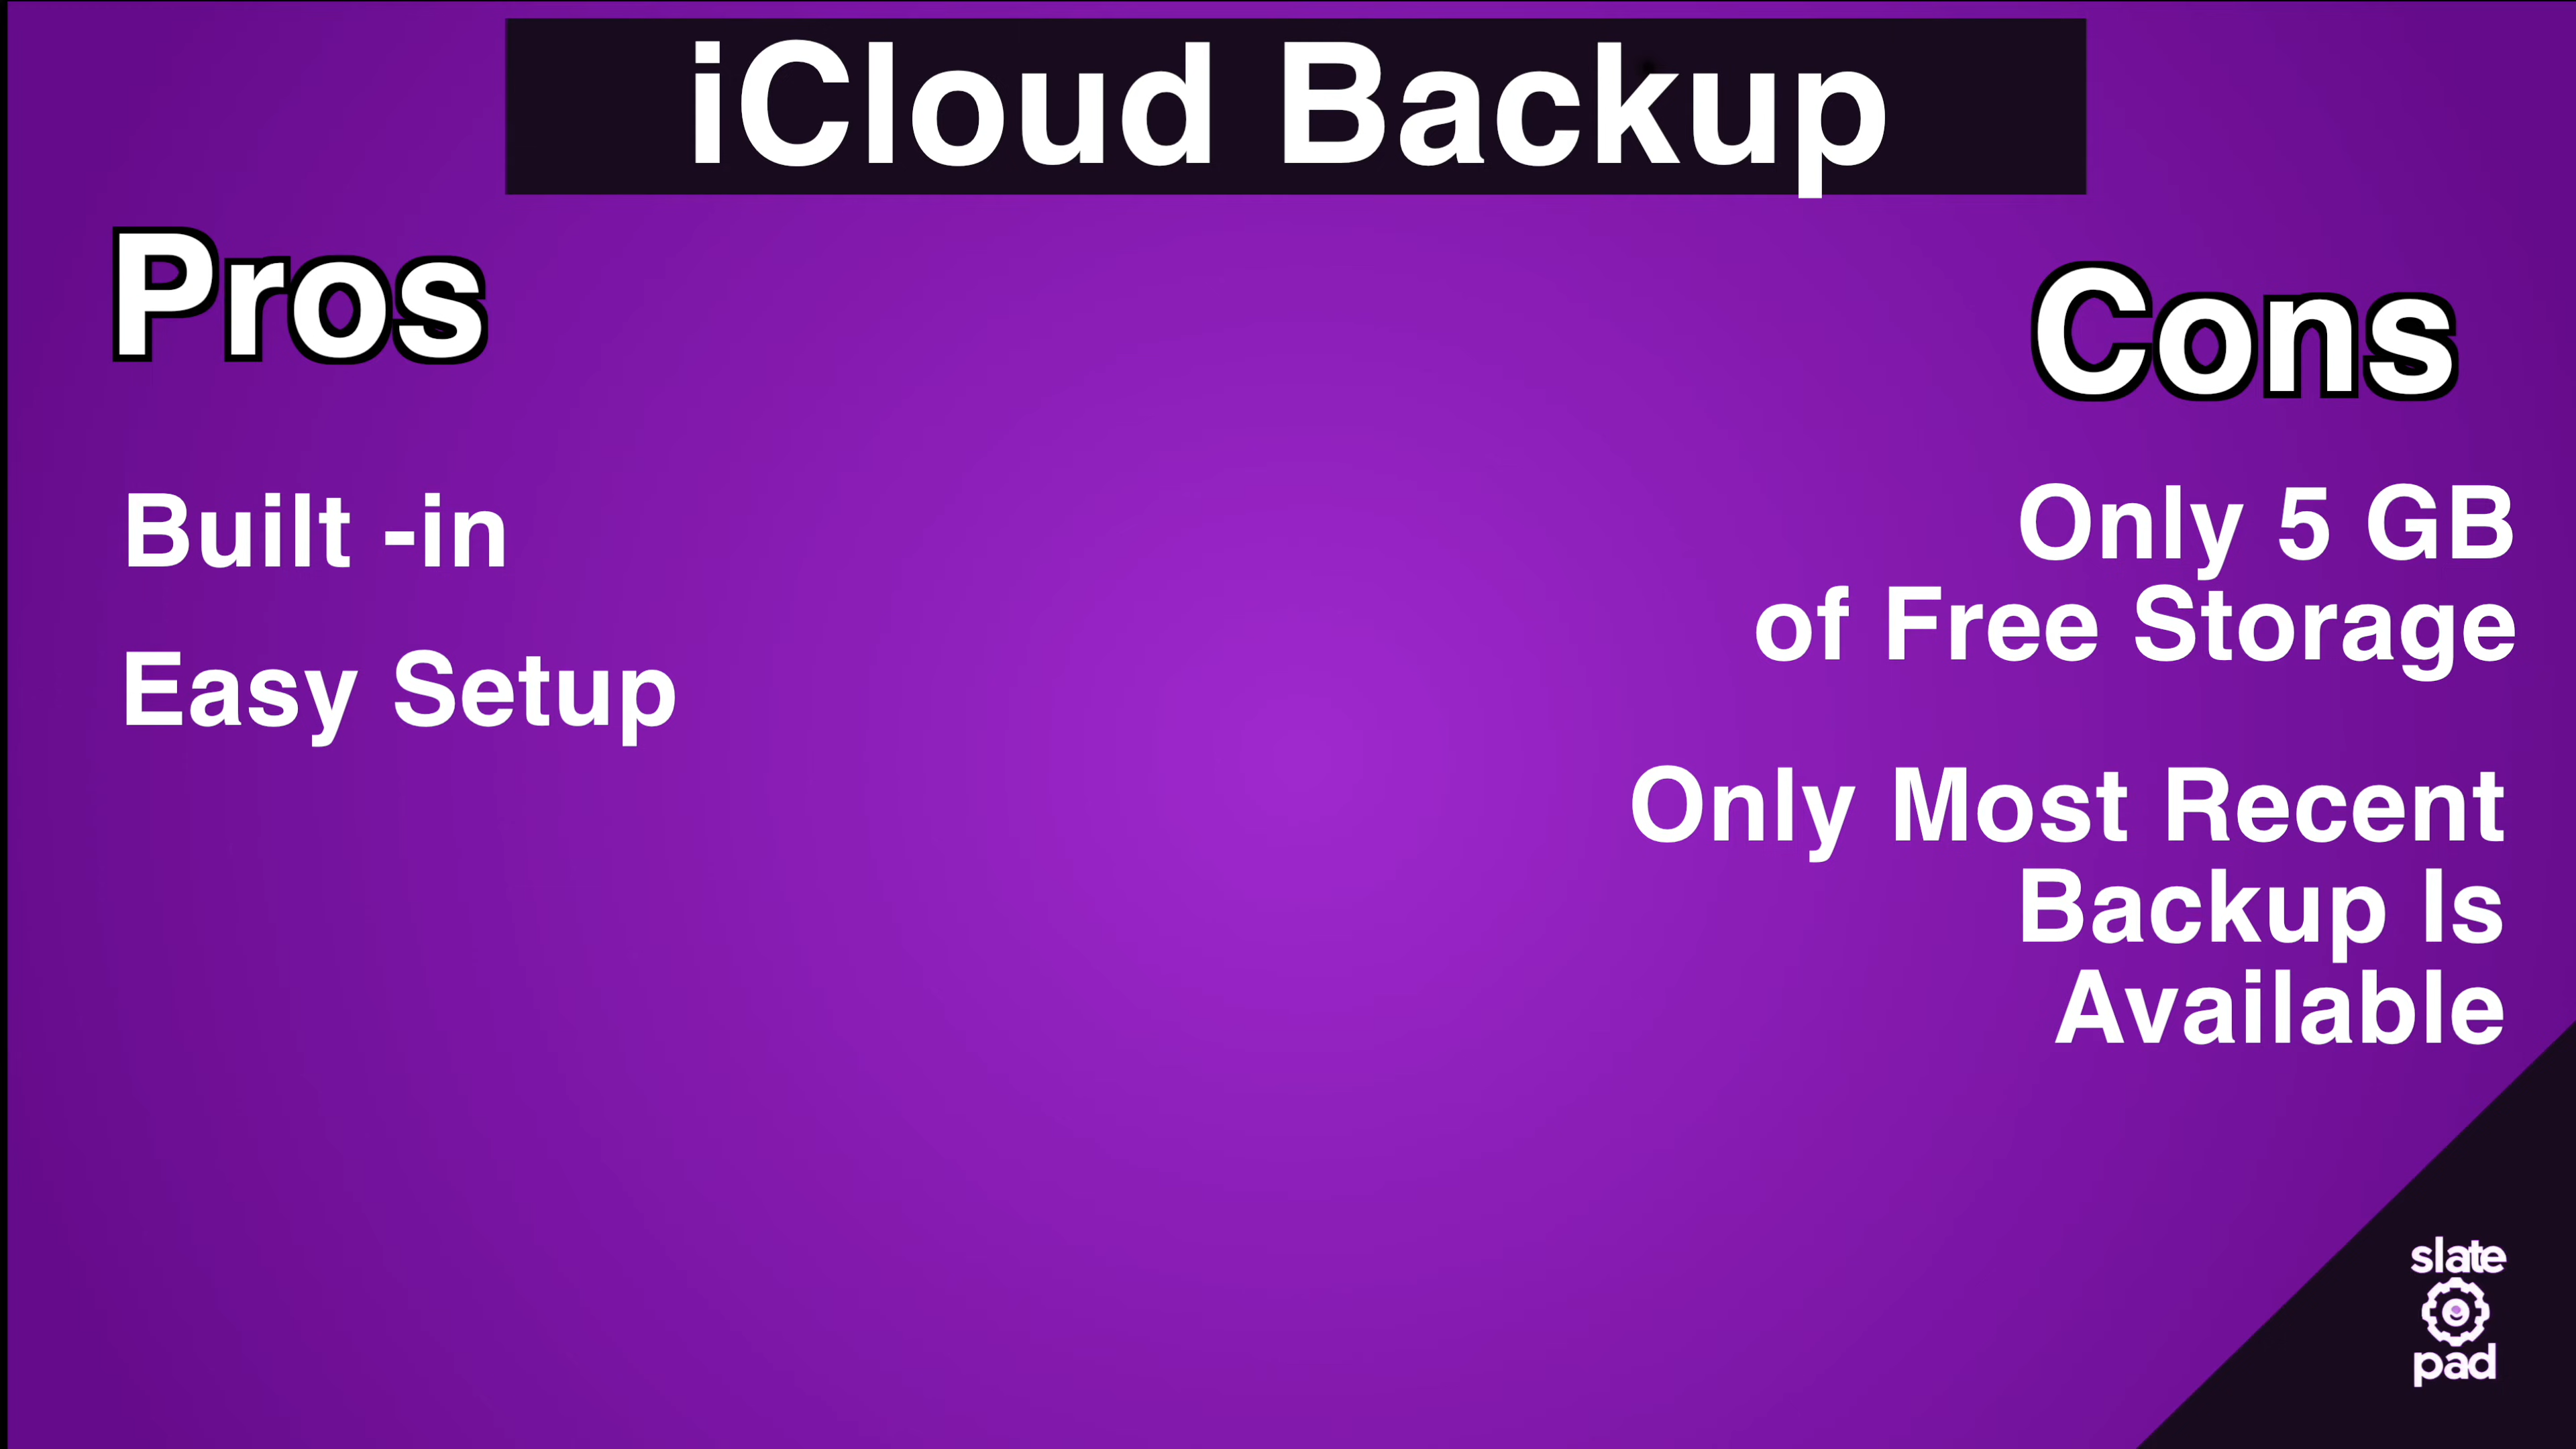 iCloud Backup
Pros
Built -in
Easy Setup
Cons
Only 5 GB
of Free Storage
Only Most Recent
Backup Is
Available
slate
pad